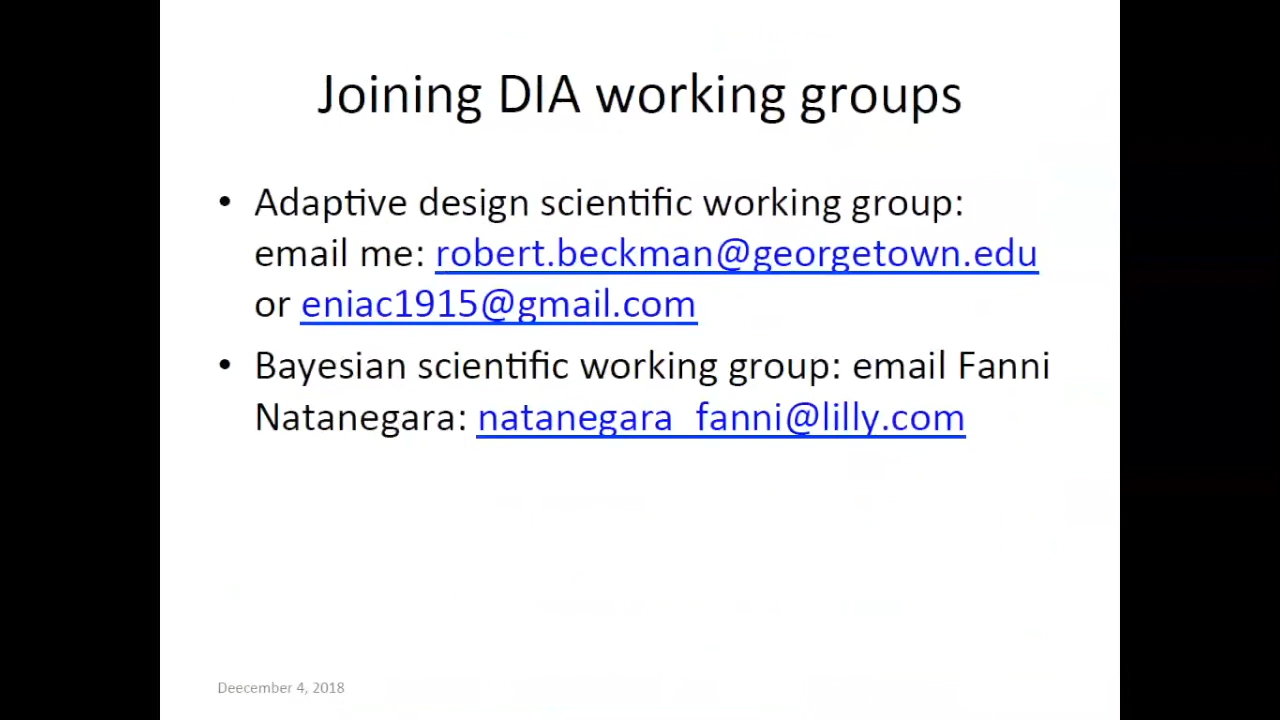 Joining DIA working groups
• Adaptive design scientific working group:
email me: robert.beckman@georgetown.edu
or eniac1915@gmail.com
• Bayesian scientific working group: email Fanni
Natanegara: natanegara_fanni@lilly.com
Deecember 4, 2018